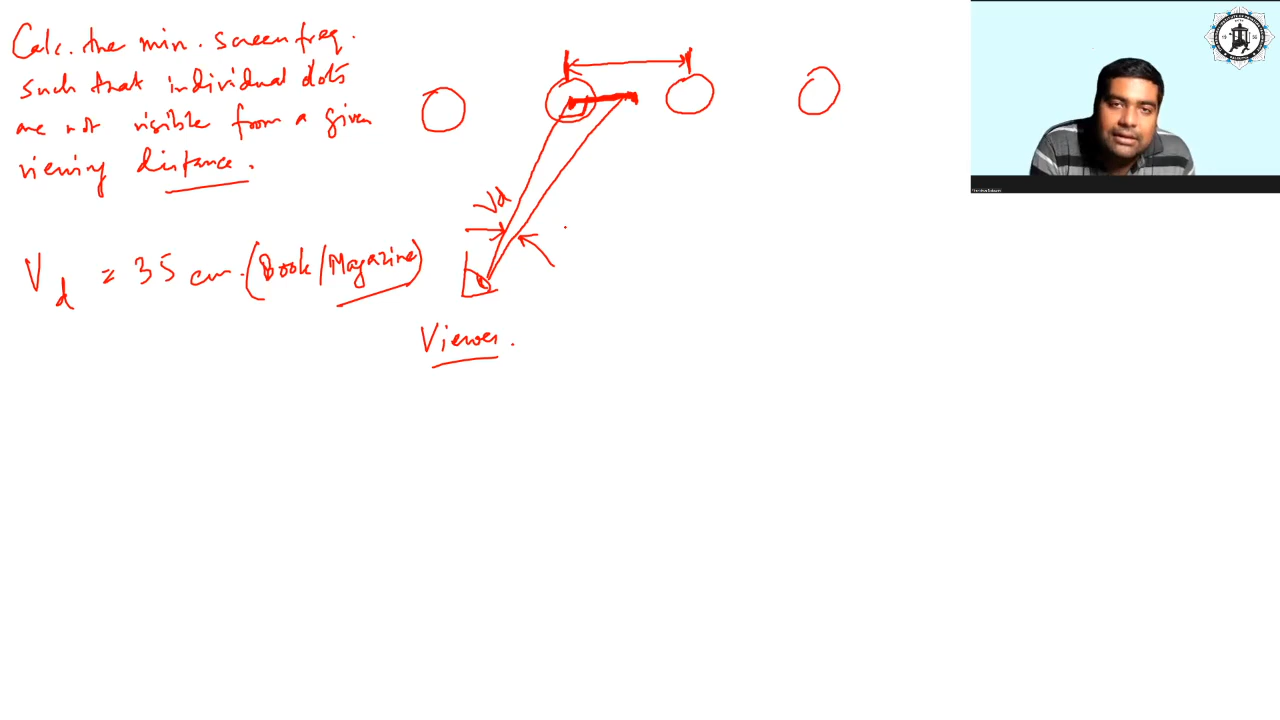 Calc. the min. screen freq.
such that individual dots
are not visible from a given
viewing distance.
Vd
Vd = 35 cm. (Book/Magazine)
Viewer.